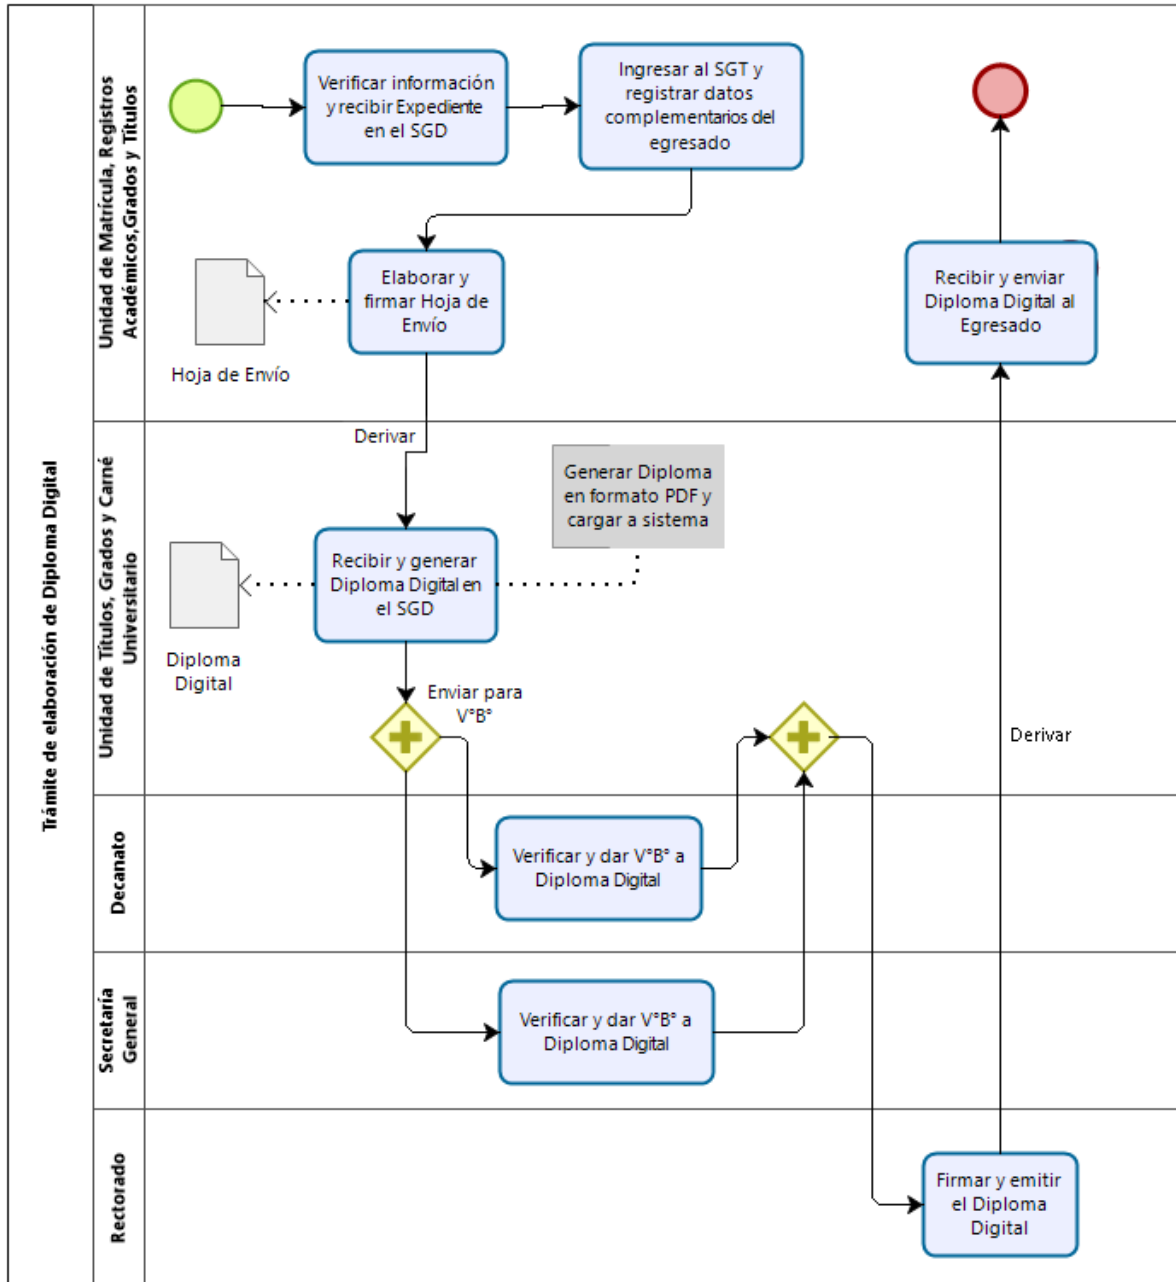 Trámite de elaboración de Diploma Digital
Unidad de Matrícula, Registros
Académicos,Grados y Títulos
Verificar información
y recibir Expediente
en el SGD
Ingresar al SGT y
registrar datos
complementarios del
egresado
Elaborar y
firmar Hoja de
Envío
Hoja de Envío
Recibir y enviar
Diploma Digital al
Egresado
Unidad de Títulos, Grados y Carné
Universitario
Derivar
Generar Diploma
en formato PDF y
cargar a sistema
Recibir y generar
Diploma Digital en
el SGD
Diploma
Digital
Enviar para
V°B°
Derivar
Decanato
Verificar y dar V°B° a
Diploma Digital
Secretaría
General
Verificar y dar V°B° a
Diploma Digital
Rectorado
Firmar y emitir
el Diploma
Digital